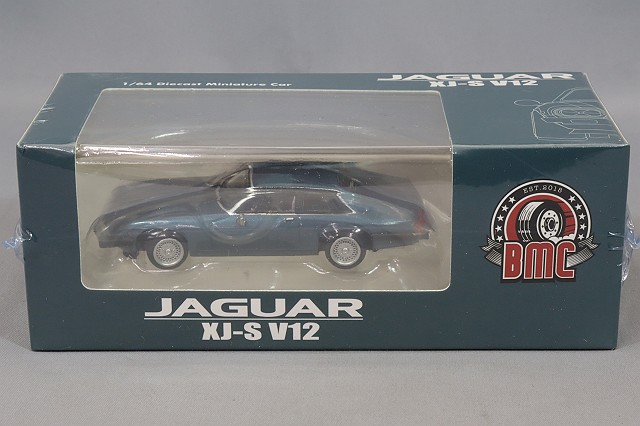 1/64 Diecast Miniature Car
JAGUAR
XJ-S V12
EST.2018
BMC
JAGUAR
XJ-S V12